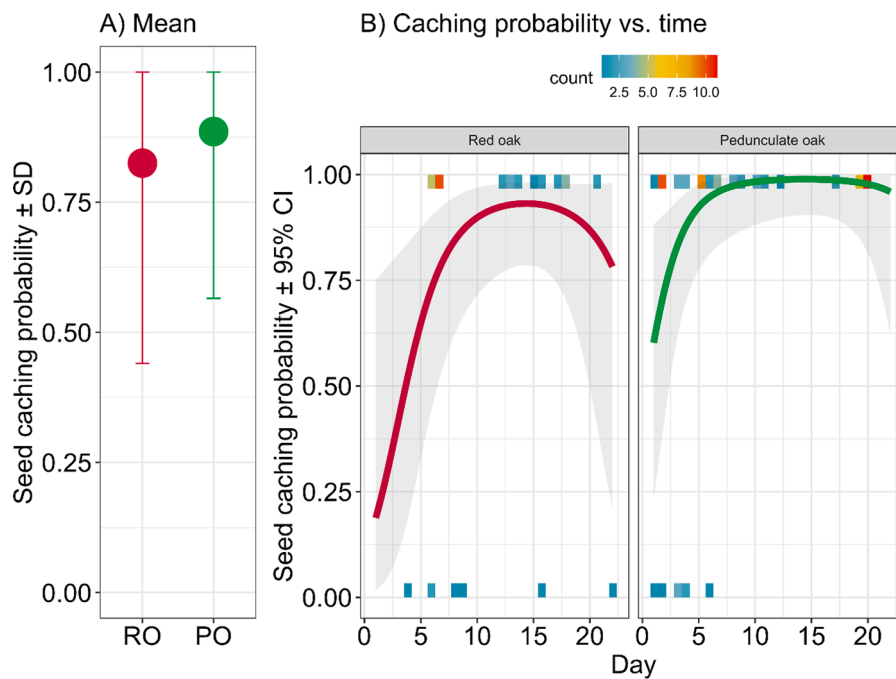 A) Mean
B) Caching probability vs. time
count
2.5 5.0 7.5 10.0
Seed caching probability ± SD
1.00
0.75
0.50
0.25
0.00
RO PO
Seed caching probability ± 95% CI
Red oak
Pedunculate oak
1.00
0.75
0.50
0.25
0.00
0 5 10 15 20
0 5 10 15 20
Day